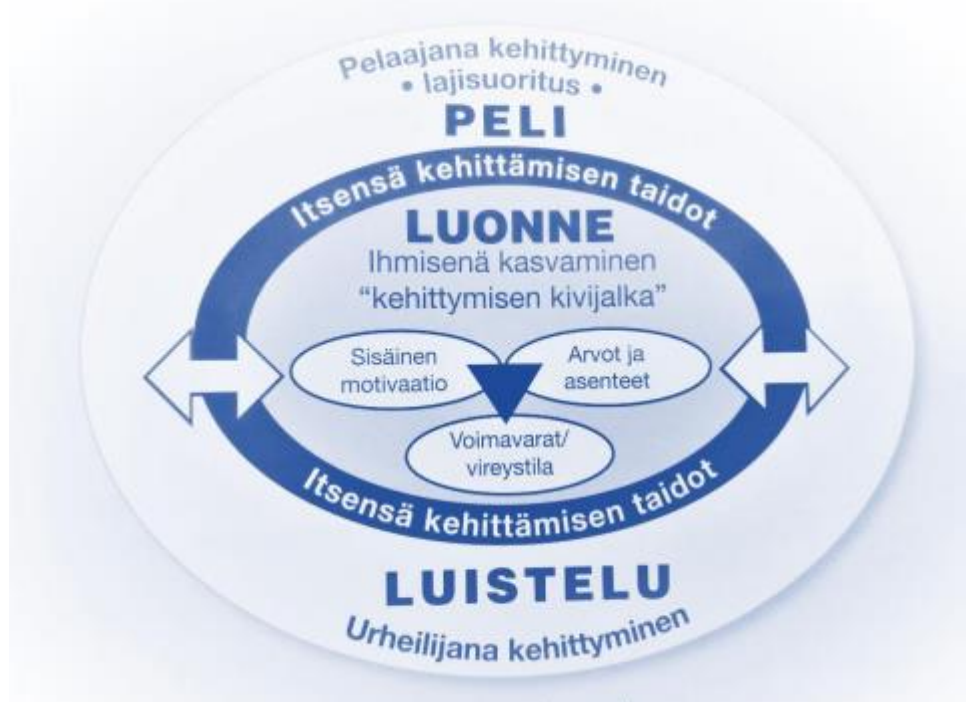 Pelaajana kehittyminen
• lajisuoritus •
PELI
Itsensä kehittämisen taidot
LUONNE
Ihmisenä kasvaminen
“kehittymisen kivijalka”
Sisäinen
motivaatio
Arvot ja
asenteet
Voimavarat/
vireystila
Itsensä kehittämisen taidot
LUISTELU
Urheilijana kehittyminen